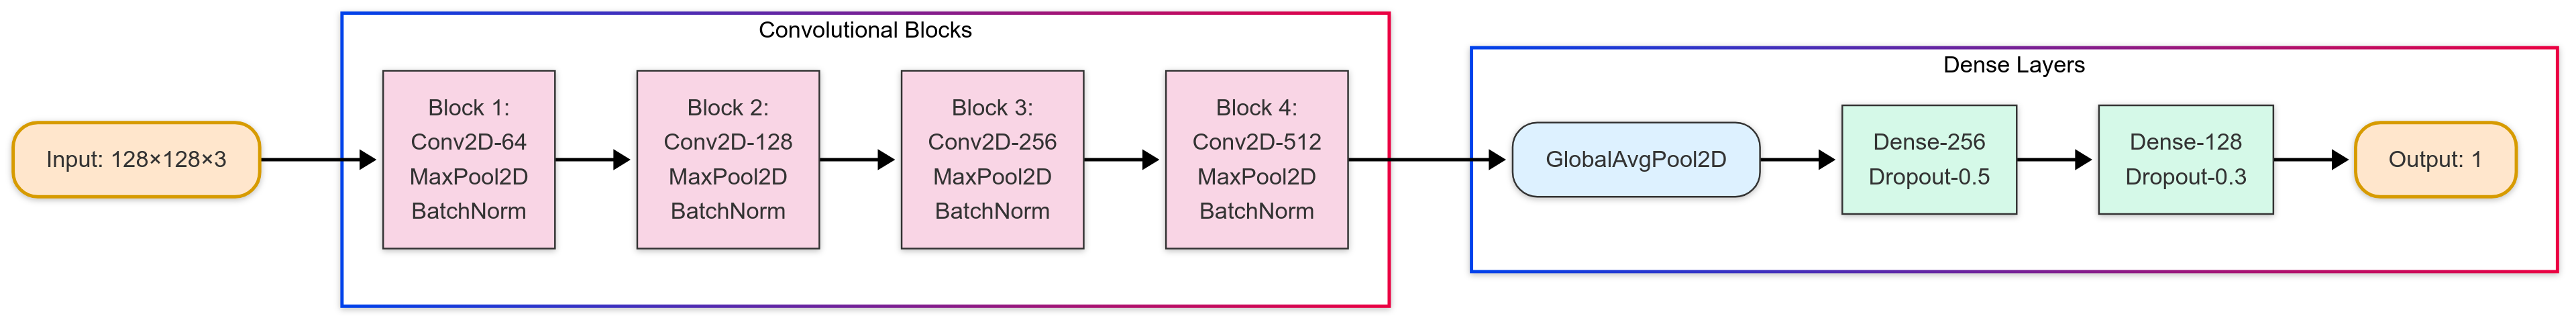 Convolutional Blocks
Dense Layers
Input: 128×128×3
Block 1:
Conv2D-64
MaxPool2D
BatchNorm
Block 2:
Conv2D-128
MaxPool2D
BatchNorm
Block 3:
Conv2D-256
MaxPool2D
BatchNorm
Block 4:
Conv2D-512
MaxPool2D
BatchNorm
GlobalAvgPool2D
Dense-256
Dropout-0.5
Dense-128
Dropout-0.3
Output: 1